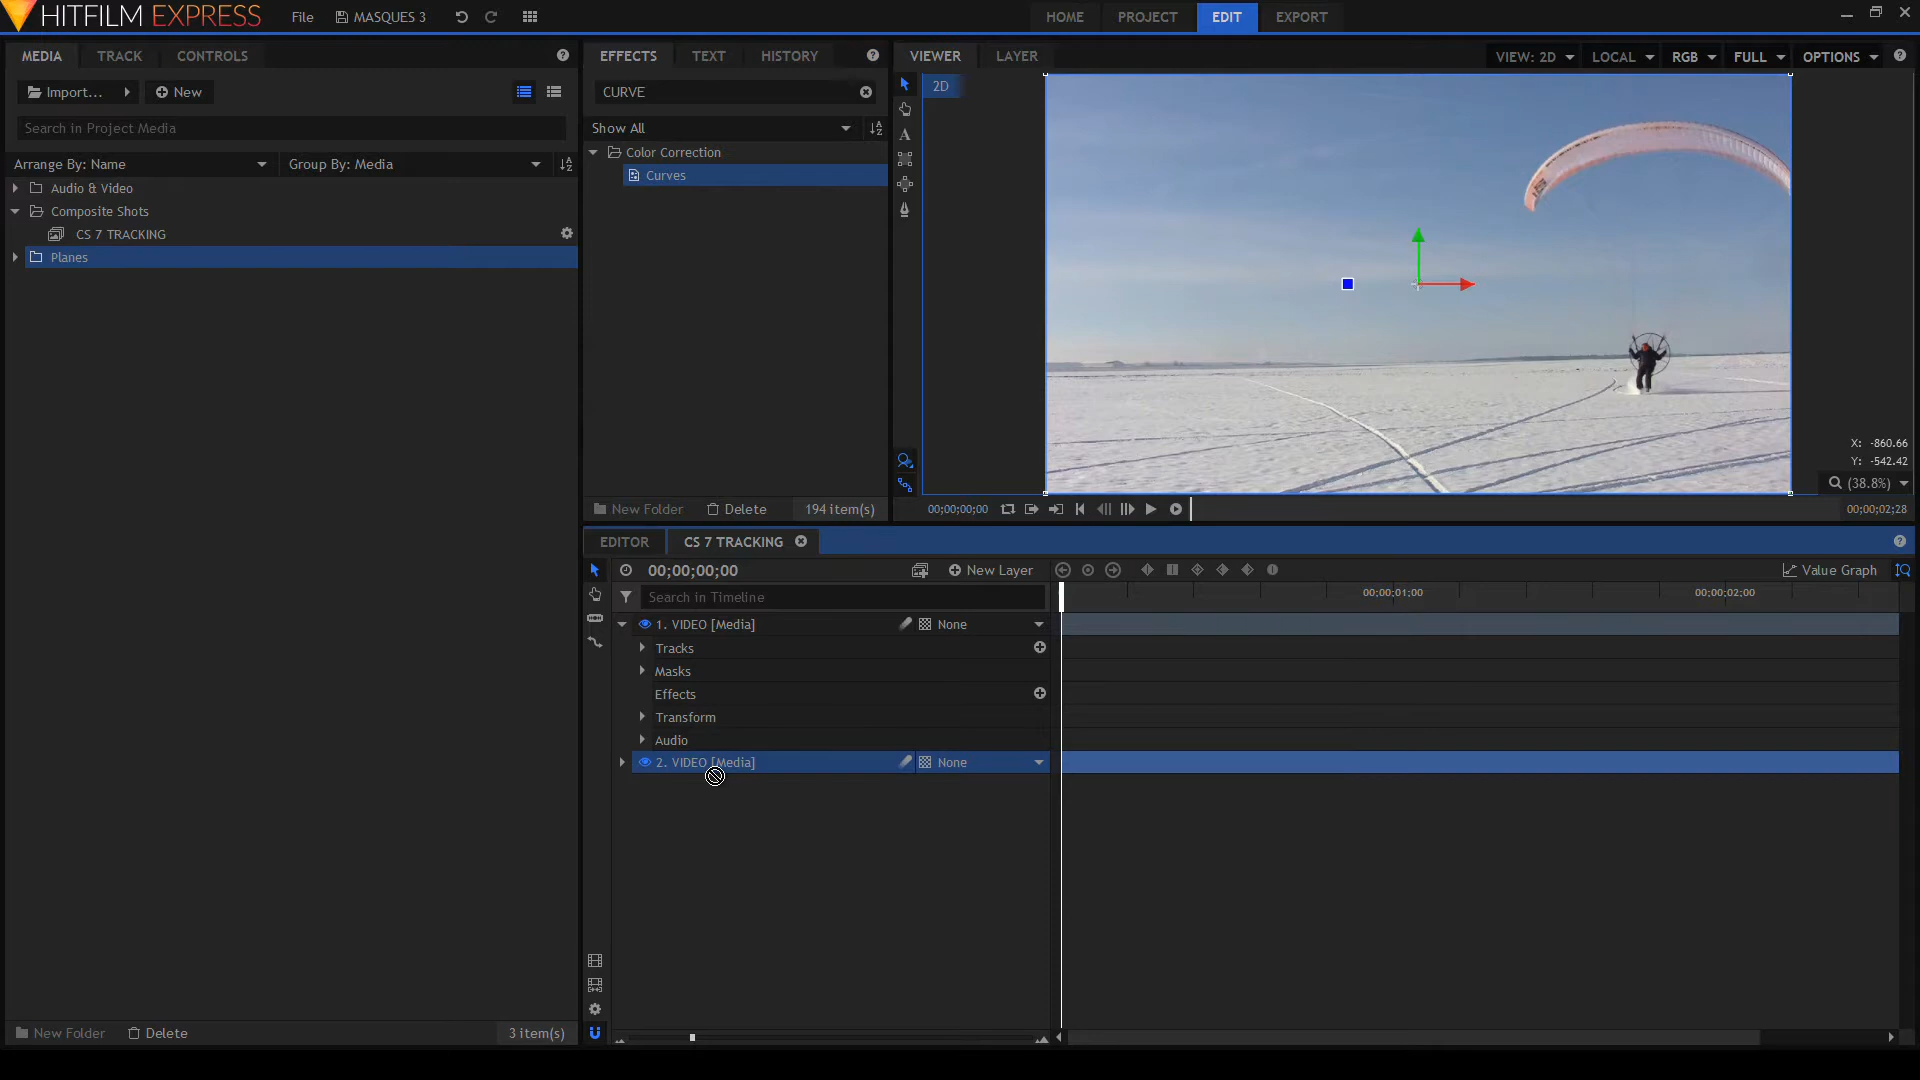 HITFILM EXPRESS
File
MASQUES 3
HOME
PROJECT
EDIT
EXPORT
MEDIA
TRACK
CONTROLS
EFFECTS
TEXT
HISTORY
VIEWER
LAYER
VIEW: 2D
LOCAL
RGB
FULL
OPTIONS
Import...
New
CURVE
2D
Search in Project Media
Show All
Arrange By: Name
Group By: Media
Color Correction
Curves
Audio & Video
Composite Shots
CS 7 TRACKING
Planes
X: -860.66
Y: -542.42
(38.8%)
New Folder
Delete
194 item(s)
00;00;00;00
00;00;02;28
EDITOR
CS 7 TRACKING
00;00;00;00
New Layer
Value Graph
Search in Timeline
00;00;01;00
00;00;02;00
1. VIDEO [Media]
None
Tracks
Masks
Effects
Transform
Audio
2. VIDEO [Media]
None
New Folder
Delete
3 item(s)